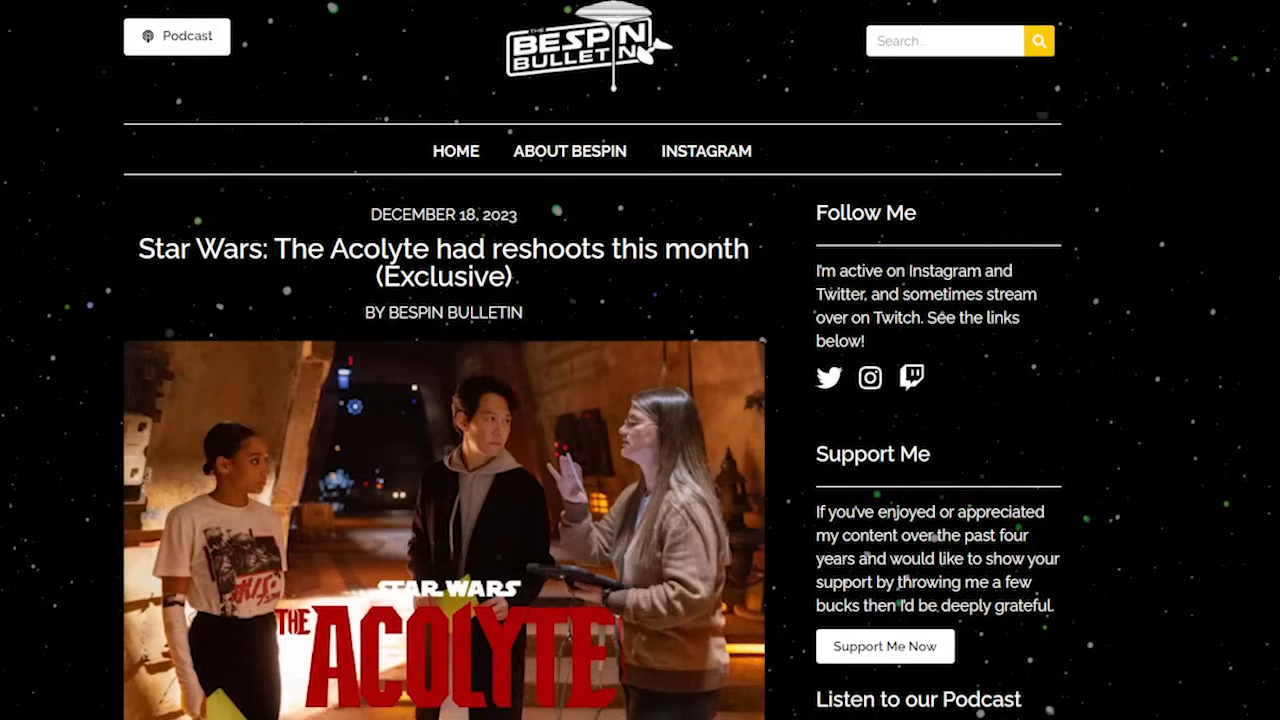 Podcast
THE
BESPIN
BULLETIN
Search...
HOME
ABOUT BESPIN
INSTAGRAM
DECEMBER 18, 2023
Star Wars: The Acolyte had reshoots this month
(Exclusive)
BY BESPIN BULLETIN
STAR WARS
THE ACOLYTE
Follow Me
I'm active on Instagram and
Twitter, and sometimes stream
over on Twitch. See the links
below!
Support Me
If you've enjoyed or appreciated
my content over the past four
years and would like to show your
support by throwing me a few
bucks then I'd be deeply grateful.
Support Me Now
Listen to our Podcast